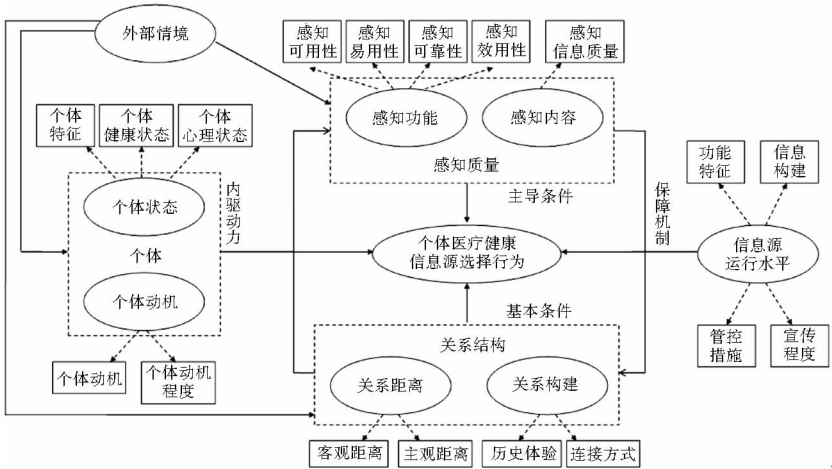 外部情境
感知
可用性
感知
易用性
感知
可靠性
感知
效用性
感知
信息质量
感知功能
感知内容
感知质量
个体
特征
个体
健康状态
个体
心理状态
个体状态
个体
个体动机
个体动机
个体动机
程度
内驱动力
主导条件
个体医疗健康
信息源选择行为
基本条件
保障机制
功能
特征
信息
构建
信息源
运行水平
管控
措施
宣传
程度
关系结构
关系距离
关系构建
客观距离
主观距离
历史体验
连接方式